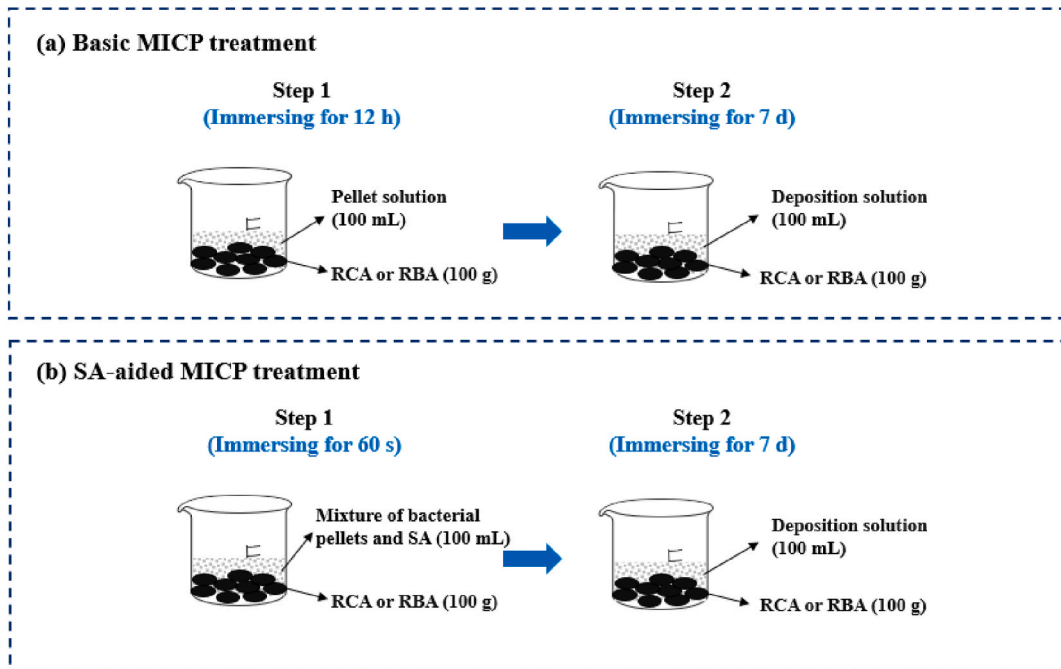 (a) Basic MICP treatment
Step 1
(Immersing for 12 h)
Step 2
(Immersing for 7 d)
Pellet solution
(100 mL)
RCA or RBA (100 g)
Deposition solution
(100 mL)
RCA or RBA (100 g)
(b) SA-aided MICP treatment
Step 1
(Immersing for 60 s)
Step 2
(Immersing for 7 d)
Mixture of bacterial
pellets and SA (100 mL)
RCA or RBA (100 g)
Deposition solution
(100 mL)
RCA or RBA (100 g)